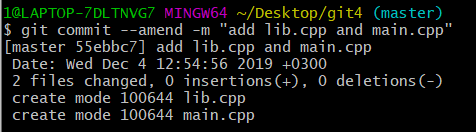 1@LAPTOP-7DLTNVG7 MINGW64 ~/Desktop/git4 (master)
$ git commit --amend -m "add lib.cpp and main.cpp"
[master 55ebbc7] add lib.cpp and main.cpp
 Date: Wed Dec 4 12:54:56 2019 +0300
 2 files changed, 0 insertions(+), 0 deletions(-)
 create mode 100644 lib.cpp
 create mode 100644 main.cpp